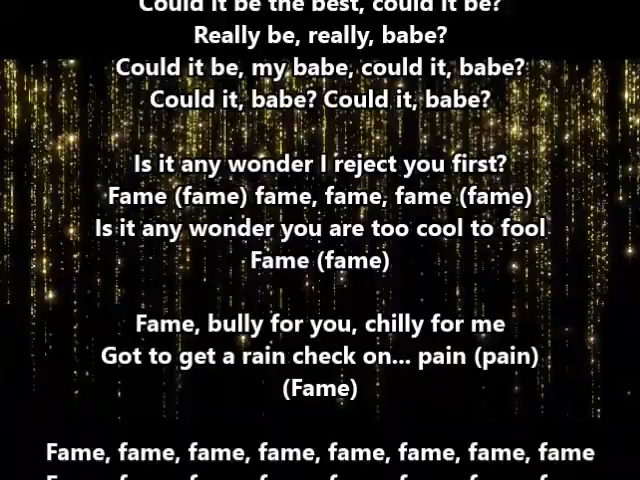 Could it be the best, could it be?
Really be, really, babe?
Could it be, my babe, could it, babe?
Could it, babe? Could it, babe?
Is it any wonder I reject you first?
Fame (fame) fame, fame, fame (fame)
Is it any wonder you are too cool to fool
Fame (fame)
Fame, bully for you, chilly for me
Got to get a rain check on... pain (pain)
(Fame)
Fame, fame, fame, fame, fame, fame, fame, fame